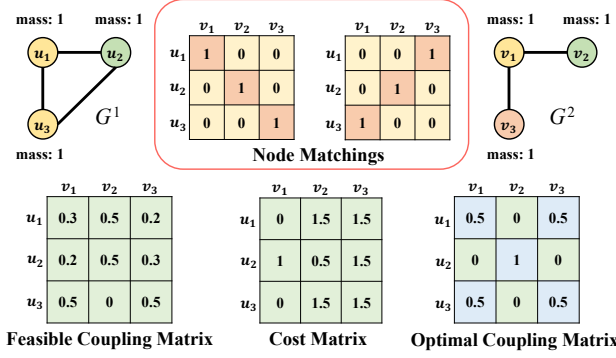 mass: 1 mass: 1
u₁ u₂
u₃
G¹
mass: 1
v₁ v₂ v₃
u₁ 1 0 0
u₂ 0 1 0
u₃ 0 0 1
v₁ v₂ v₃
u₁ 0 0 1
u₂ 0 1 0
u₃ 1 0 0
Node Matchings
mass: 1 mass: 1
v₁ v₂
v₃
G²
mass: 1
v₁ v₂ v₃
u₁ 0.3 0.5 0.2
u₂ 0.2 0.5 0.3
u₃ 0.5 0 0.5
Feasible Coupling Matrix
v₁ v₂ v₃
u₁ 0 1.5 1.5
u₂ 1 0.5 1.5
u₃ 0 1.5 1.5
Cost Matrix
v₁ v₂ v₃
u₁ 0.5 0 0.5
u₂ 0 1 0
u₃ 0.5 0 0.5
Optimal Coupling Matrix